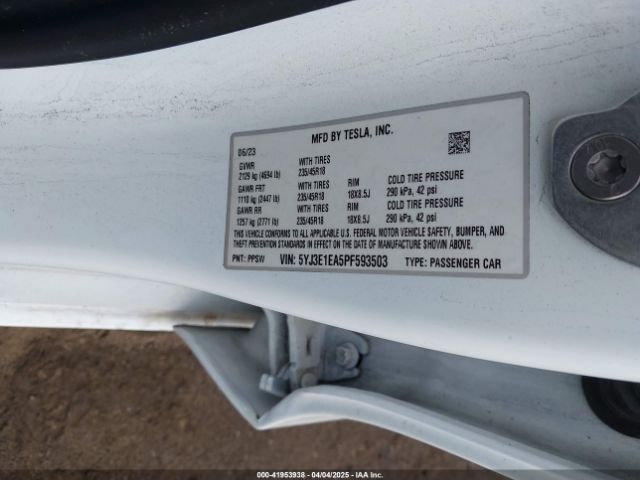 MFD BY TESLA, INC.
06/23
GVWR
2129 kg (4694 lb)
WITH TIRES
235/45R18
GAWR FRT
1110 kg (2447 lb)
WITH TIRES
235/45R18
RIM
18X8.5J
COLD TIRE PRESSURE
290 kPa, 42 psi
GAWR RR
1257 kg (2771 lb)
WITH TIRES
235/45R18
RIM
18X8.5J
COLD TIRE PRESSURE
290 kPa, 42 psi
THIS VEHICLE CONFORMS TO ALL APPLICABLE U.S. FEDERAL MOTOR VEHICLE SAFETY, BUMPER, AND
THEFT PREVENTION STANDARDS IN EFFECT ON THE DATE OF MANUFACTURE SHOWN ABOVE.
PNT: PPSW
VIN: 5YJ3E1EA5PF593503
TYPE: PASSENGER CAR
000-41953938 - 04/04/2025 - IAA Inc.